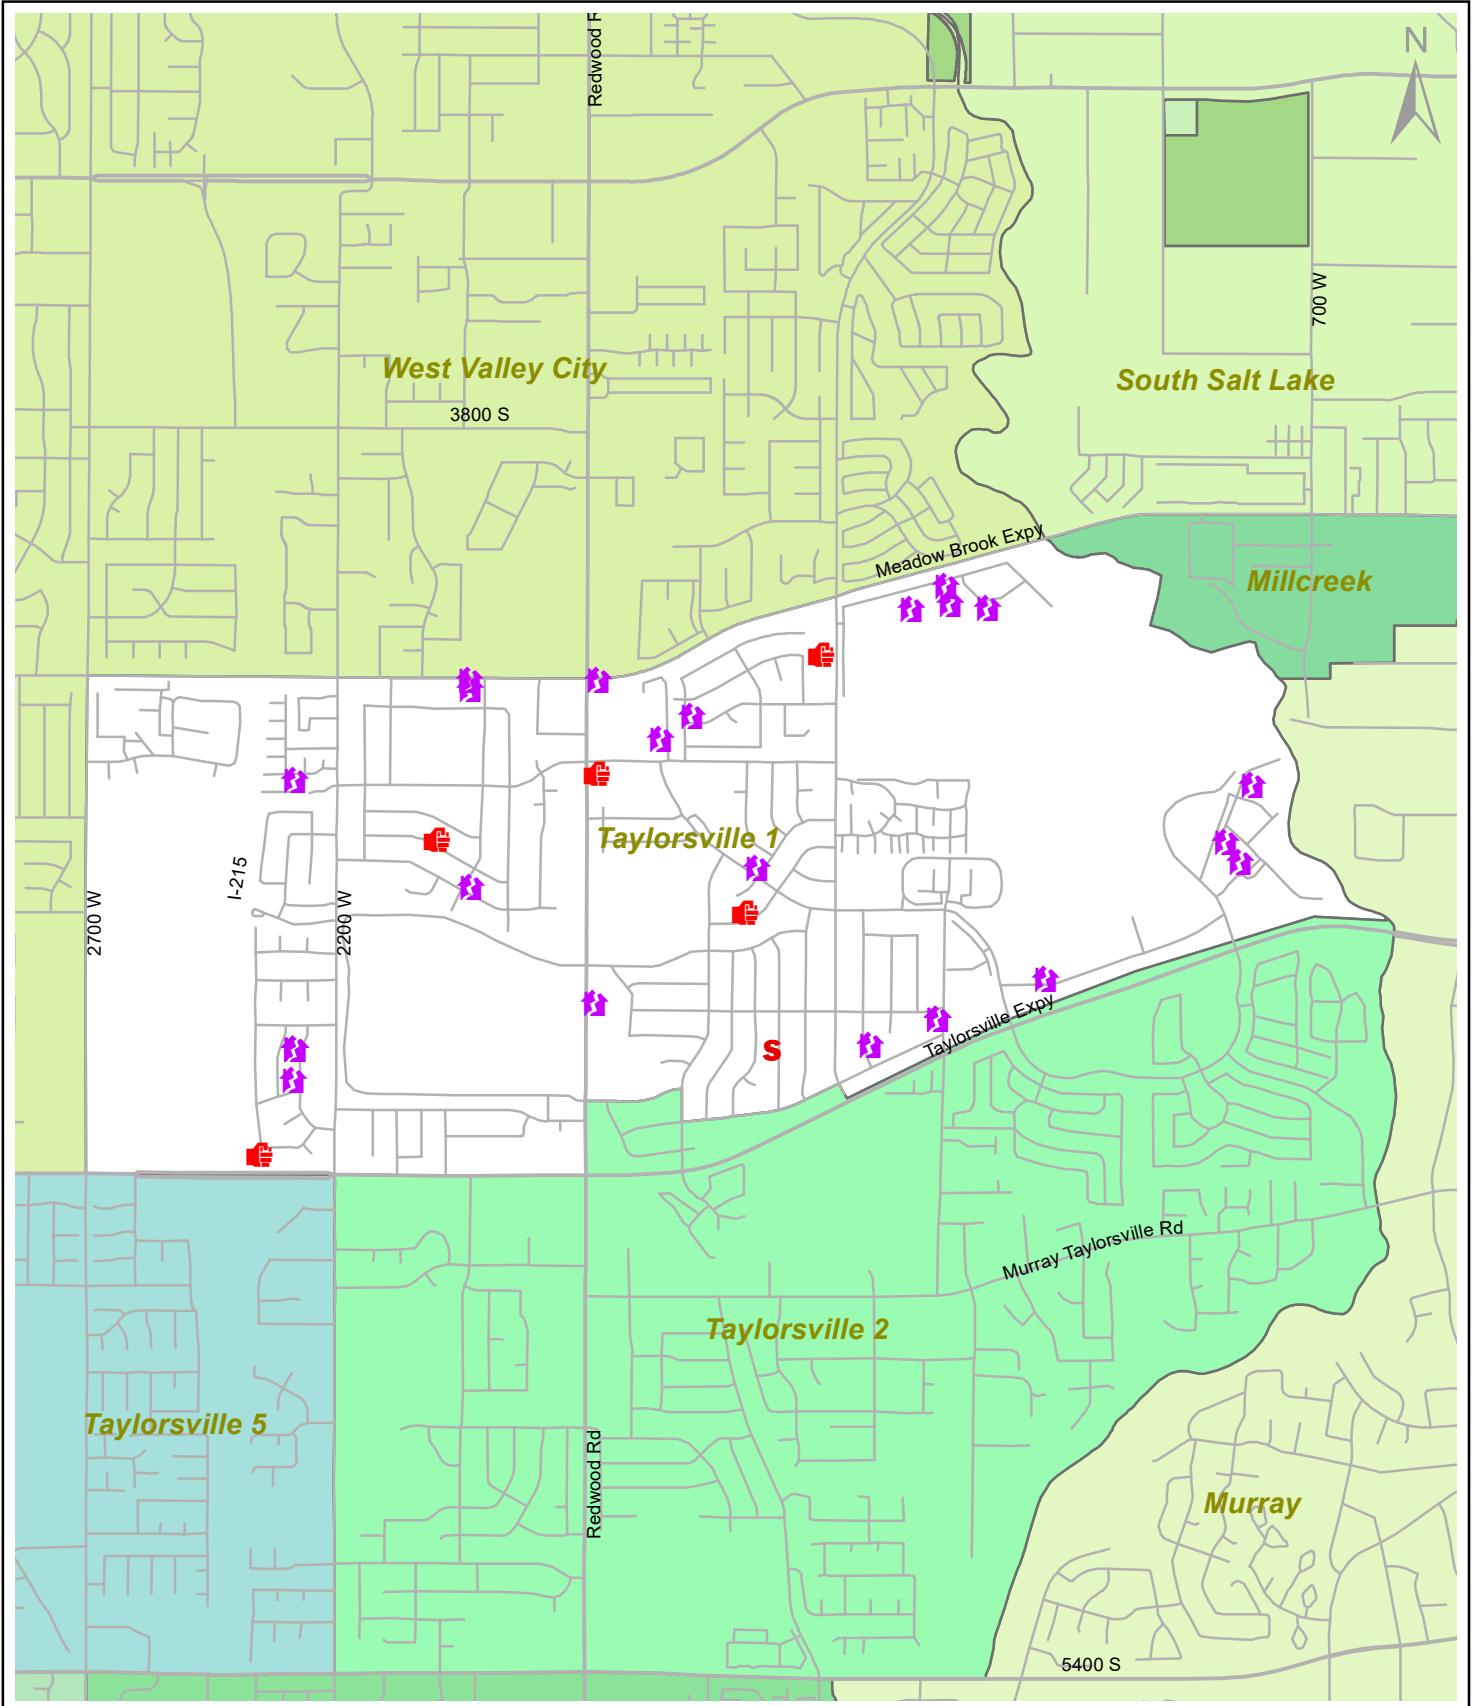 Redwood R
N
700 W
West Valley City
South Salt Lake
3800 S
Meadow Brook Expy
Millcreek
Taylorsville 1
I-215
2700 W
2200 W
S
Taylorsville Expy
Murray Taylorsville Rd
Taylorsville 2
Taylorsville 5
Redwood Rd
Murray
5400 S